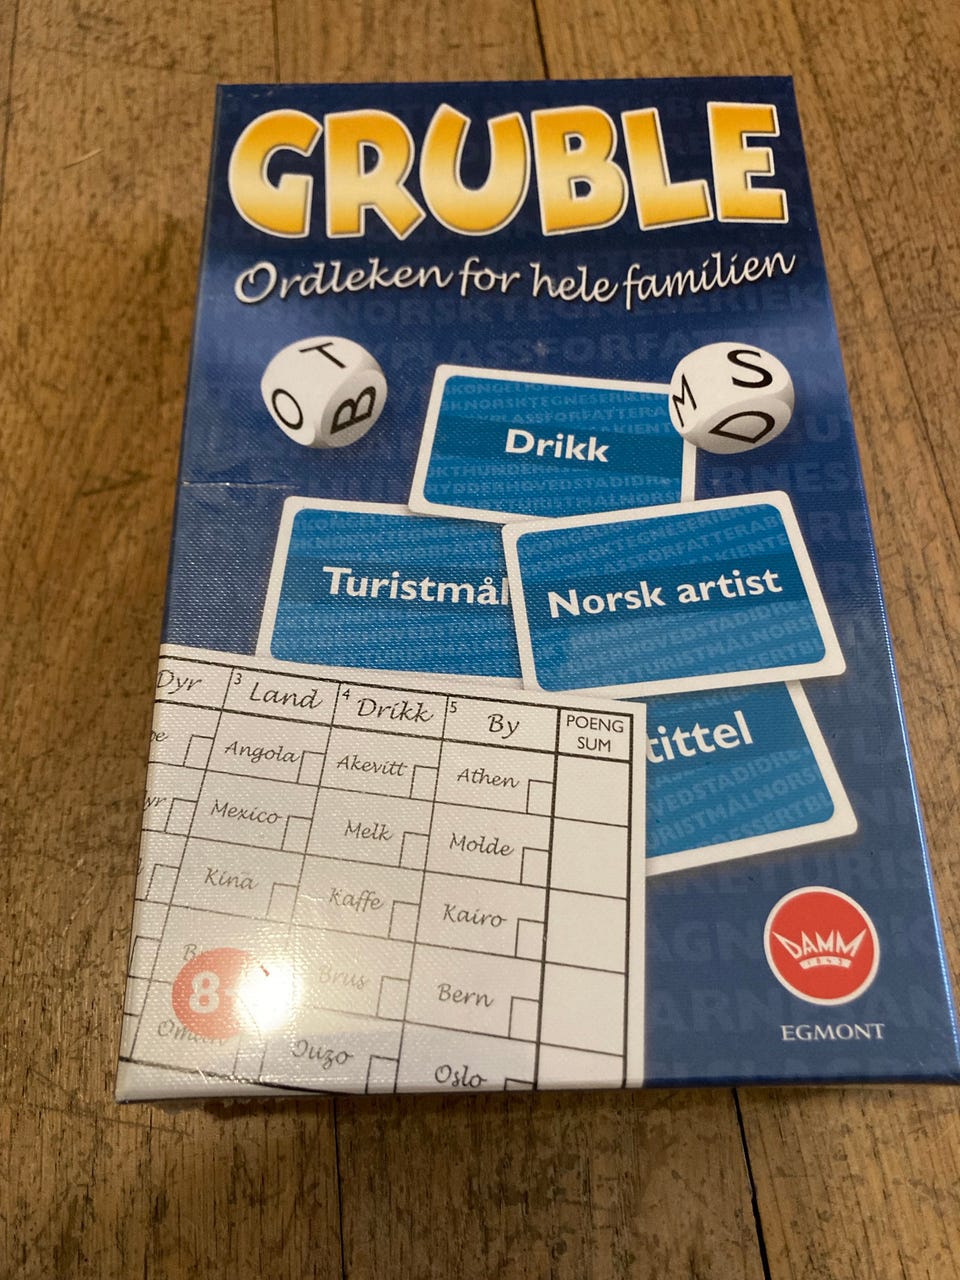 GRUBLE
Ordleken for hele familien
T
O B
S
M D
Drikk
Turistmål
Norsk artist
tittel
Dyr 3 Land 4 Drikk 5 By POENG SUM
Angola Akevitt Athen
Mexico Melk Molde
Kina Kaffe Kairo
Brus Bern
Ouzo Oslo
8+
DAMM
1843
EGMONT